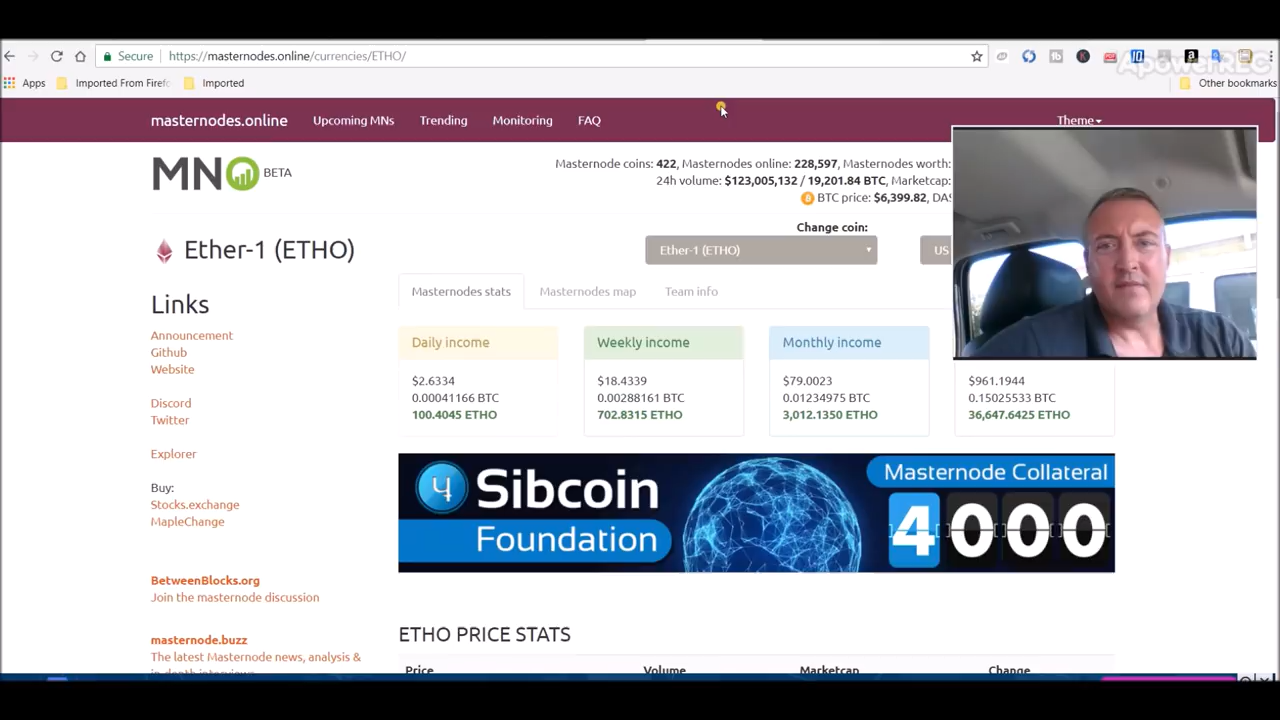 ApowerREC
Secure
https://masternodes.online/currencies/ETHO/
Apps
Imported From Firefc
Imported
Other bookmarks
masternodes.online
Upcoming MNs
Trending
Monitoring
FAQ
Theme
MNO BETA
Masternode coins: 422, Masternodes online: 228,597, Masternodes worth:
24h volume: $123,005,132 / 19,201.84 BTC, Marketcap:
BTC price: $6,399.82, DAS
Change coin:
Ether-1 (ETHO)
Ether-1 (ETHO)
US
Links
Announcement
Github
Website
Discord
Twitter
Explorer
Buy:
Stocks.exchange
MapleChange
BetweenBlocks.org
Join the masternode discussion
masternode.buzz
The latest Masternode news, analysis &
in-depth interviews
Masternodes stats
Masternodes map
Team info
Daily income
$2.6334
0.00041166 BTC
100.4045 ETHO
Weekly income
$18.4339
0.00288161 BTC
702.8315 ETHO
Monthly income
$79.0023
0.01234975 BTC
3,012.1350 ETHO
$961.1944
0.15025533 BTC
36,647.6425 ETHO
Sibcoin
Foundation
Masternode Collateral
4000
ETHO PRICE STATS
Price
Volume
Marketcap
Change